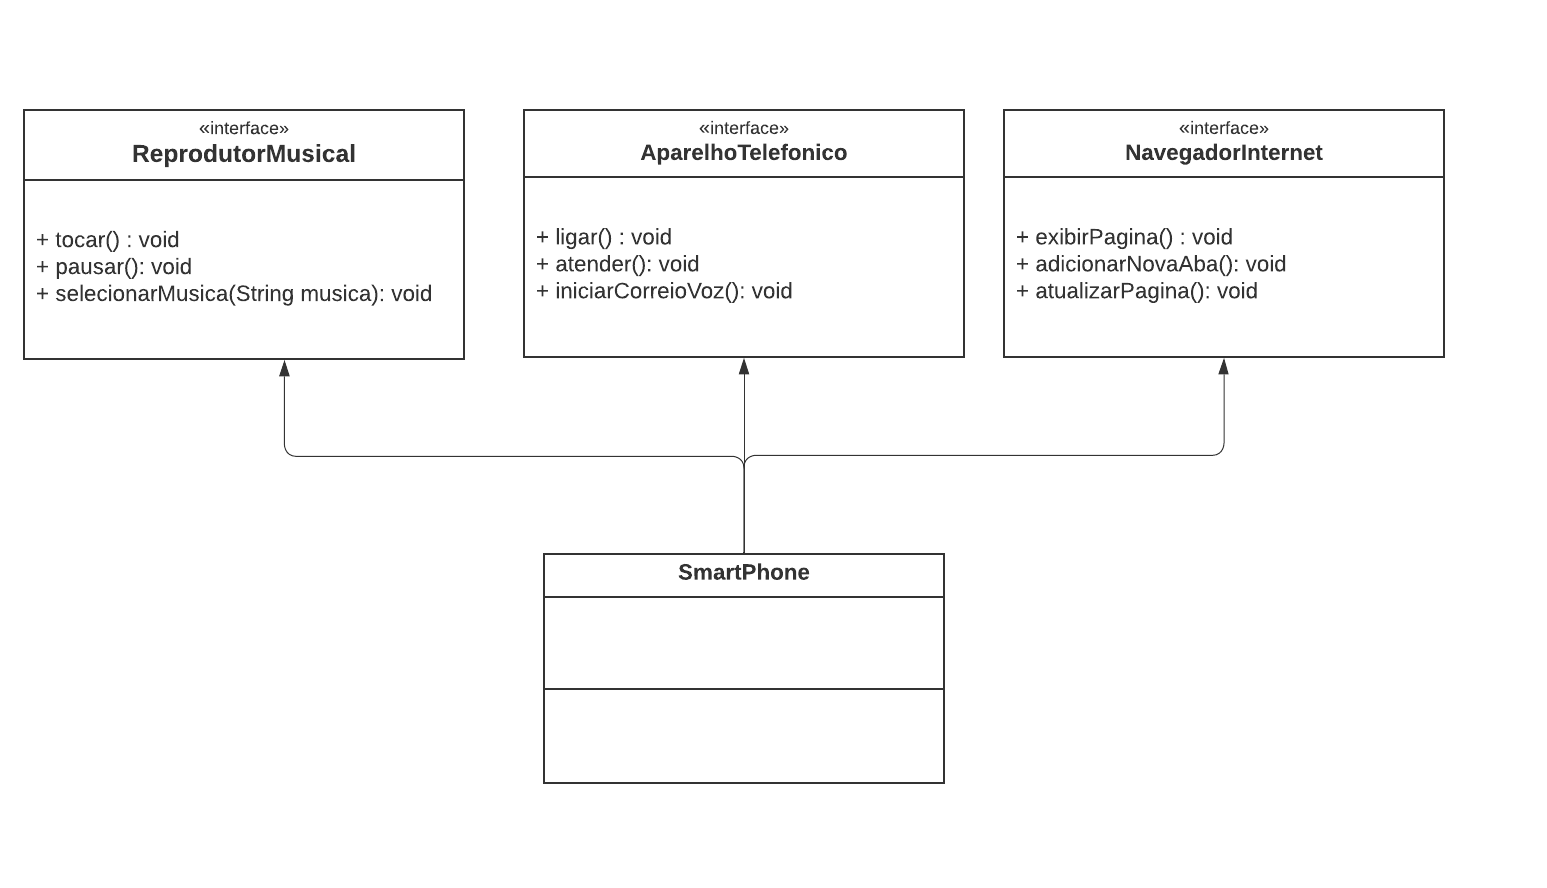 «interface»
ReprodutorMusical
+ tocar() : void
+ pausar(): void
+ selecionarMusica(String musica): void
«interface»
AparelhoTelefonico
+ ligar() : void
+ atender(): void
+ iniciarCorreioVoz(): void
«interface»
NavegadorInternet
+ exibirPagina() : void
+ adicionarNovaAba(): void
+ atualizarPagina(): void
SmartPhone